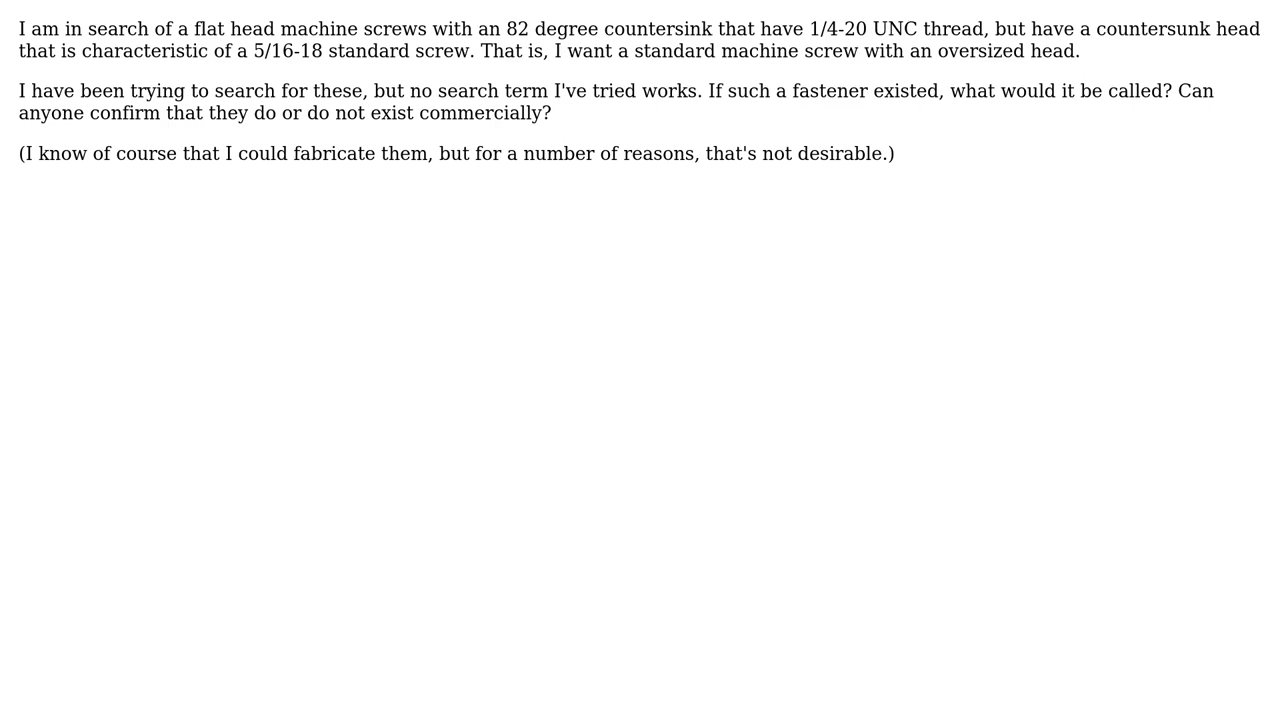 I am in search of a flat head machine screws with an 82 degree countersink that have 1/4-20 UNC thread, but have a countersunk head
that is characteristic of a 5/16-18 standard screw. That is, I want a standard machine screw with an oversized head.
I have been trying to search for these, but no search term I've tried works. If such a fastener existed, what would it be called? Can
anyone confirm that they do or do not exist commercially?
(I know of course that I could fabricate them, but for a number of reasons, that's not desirable.)